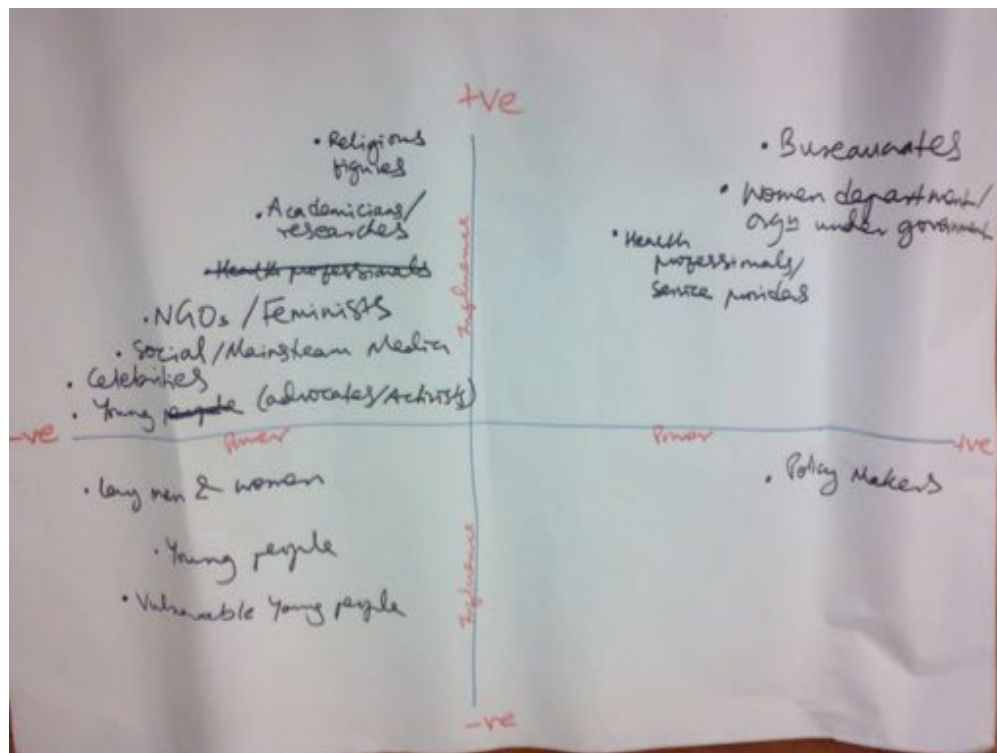 +ve
• Religious
figures
• Academicians/
researches
• Health professionals
• NGOs / Feminists
• Social/Mainsteam Media
• Celebrities
• Young people (advocates/Activists)
Influence
• Bureaucrates
• Women department/
orgs under government
• Health
professionals/
Service providers
-ve
Power
Power
+ve
• Lay men & women
• Young people
• Vulnerable Young people
Influence
• Policy Makers
-ve